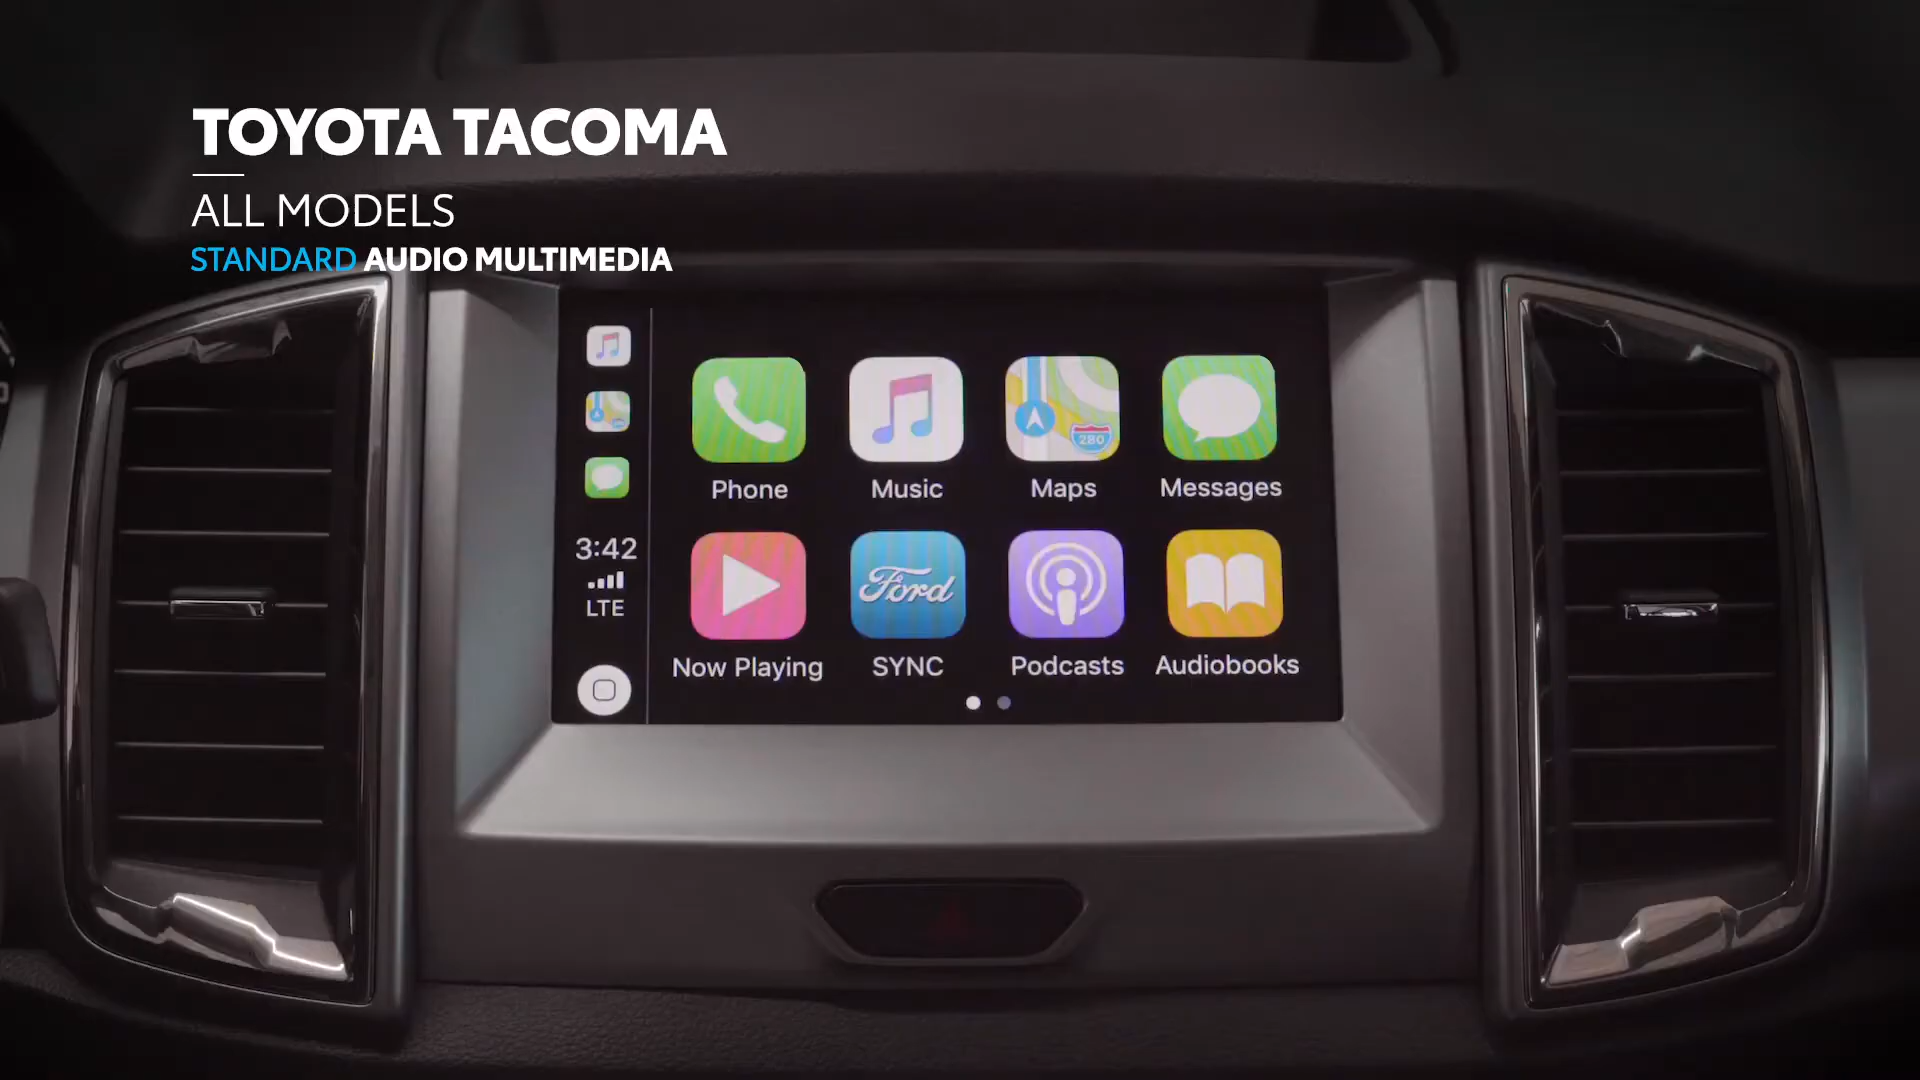 TOYOTA TACOMA
ALL MODELS
STANDARD AUDIO MULTIMEDIA
280
Phone Music Maps Messages
3:42
LTE
Ford
Now Playing SYNC Podcasts Audiobooks